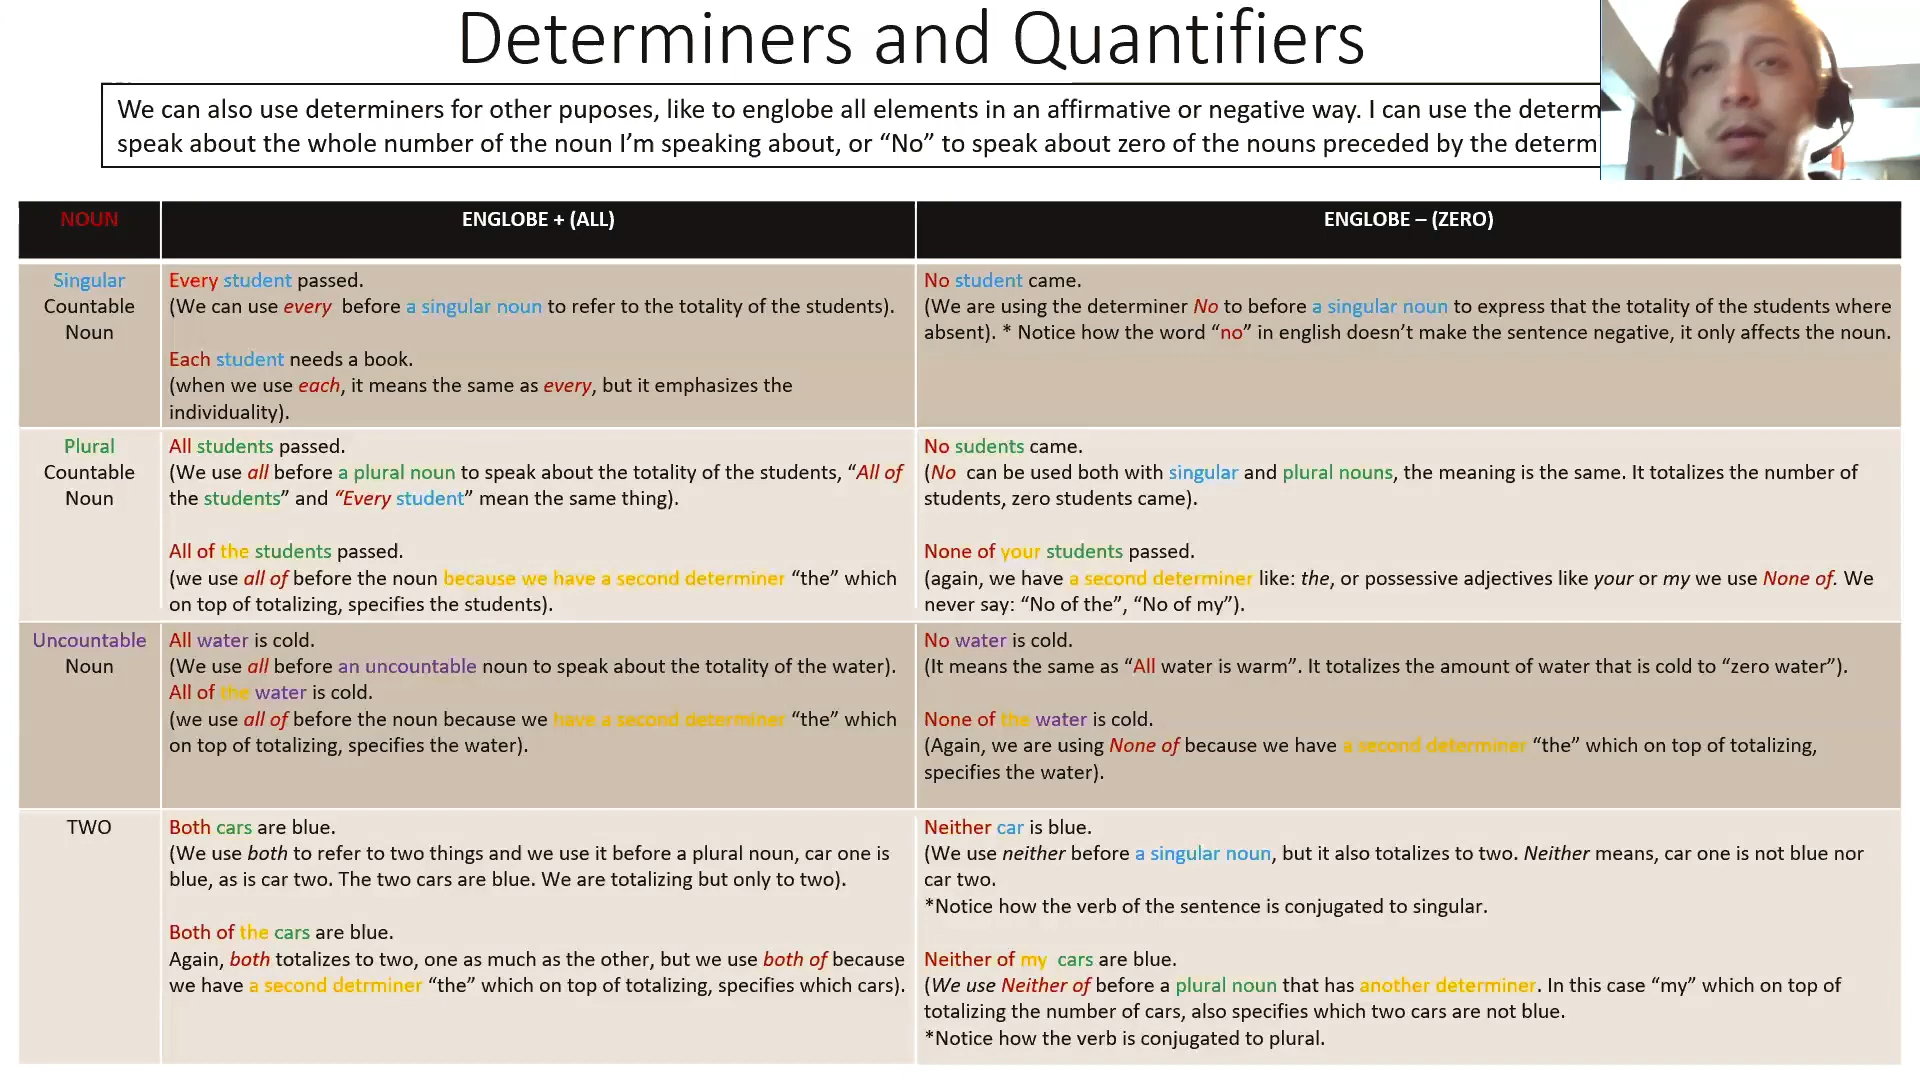 Determiners and Quantifiers
We can also use determiners for other puposes, like to englobe all elements in an affirmative or negative way. I can use the
speak about the whole number of the noun I’m speaking about, or “No” to speak about zero of the nouns preceded by the
NOUN
ENGLOBE + (ALL)
ENGLOBE – (ZERO)
Singular
Countable
Noun
Every student passed.
(We can use every before a singular noun to refer to the totality of the students).
Each student needs a book.
(when we use each, it means the same as every, but it emphasizes the
individuality).
No student came.
(We are using the determiner No to before a singular noun to express that the totality of the students where
absent). * Notice how the word “no” in english doesn’t make the sentence negative, it only affects the noun.
Plural
Countable
Noun
All students passed.
(We use all before a plural noun to speak about the totality of the students, “All of
the students” and “Every student” mean the same thing).
All of the students passed.
(we use all of before the noun because we have a second determiner “the” which
on top of totalizing, specifies the students).
No sudents came.
(No can be used both with singular and plural nouns, the meaning is the same. It totalizes the number of
students, zero students came).
None of your students passed.
(again, we have a second determiner like: the, or possessive adjectives like your or my we use None of. We
never say: “No of the”, “No of my”).
Uncountable
Noun
All water is cold.
(We use all before an uncountable noun to speak about the totality of the water).
All of the water is cold.
(we use all of before the noun because we have a second determiner “the” which
on top of totalizing, specifies the water).
No water is cold.
(It means the same as “All water is warm”. It totalizes the amount of water that is cold to “zero water”).
None of the water is cold.
(Again, we are using None of because we have a second determiner “the” which on top of totalizing,
specifies the water).
TWO
Both cars are blue.
(We use both to refer to two things and we use it before a plural noun, car one is
blue, as is car two. The two cars are blue. We are totalizing but only to two).
Both of the cars are blue.
Again, both totalizes to two, one as much as the other, but we use both of because
we have a second detrminer “the” which on top of totalizing, specifies which cars).
Neither car is blue.
(We use neither before a singular noun, but it also totalizes to two. Neither means, car one is not blue nor
car two.
*Notice how the verb of the sentence is conjugated to singular.
Neither of my cars are blue.
(We use Neither of before a plural noun that has another determiner. In this case “my” which on top of
totalizing the number of cars, also specifies which two cars are not blue.
*Notice how the verb is conjugated to plural.